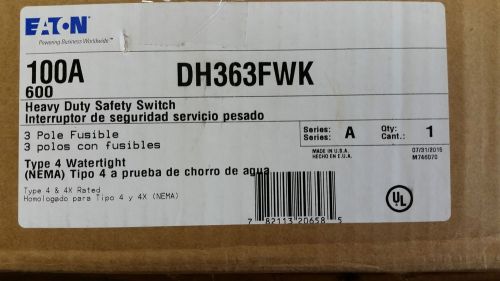 EATON
Powering Business Worldwide
100A
DH363FWK
600
Heavy Duty Safety Switch
Interruptor de seguridad servicio pesado
3 Pole Fusible
3 polos con fusibles
Series: A Qty: 1
Series: Cant.:
MADE IN U.S.A. 07/31/2015
HECHO EN E.U.A. M746070
Type 4 Watertight
(NEMA) Tipo 4 a prueba de chorro de agua
Type 4 & 4X Rated
Homologado para Tipo 4 y 4X (NEMA)
7 82113 20658 5
UL